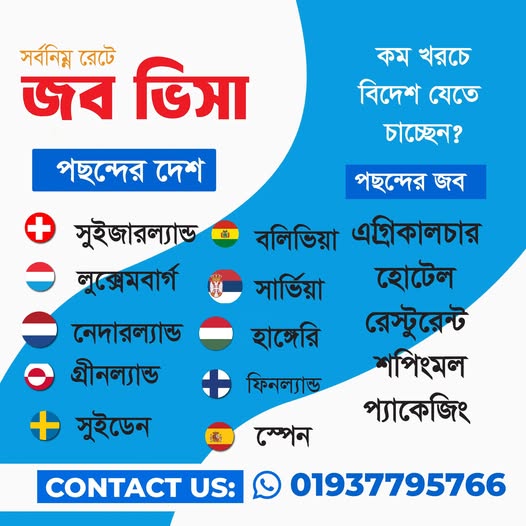 সর্বনিম্ন রেটে
জব ভিসা
পছন্দের দেশ
সুইজারল্যান্ড
লুক্সেমবার্গ
নেদারল্যান্ড
গ্রীনল্যান্ড
সুইডেন
বলিভিয়া
সার্ভিয়া
হাঙ্গেরি
ফিনল্যান্ড
স্পেন
কম খরচে
বিদেশ যেতে
চাচ্ছেন?
পছন্দের জব
এগ্রিকালচার
হোটেল
রেস্টুরেন্ট
শপিংমল
প্যাকেজিং
CONTACT US: 01937795766